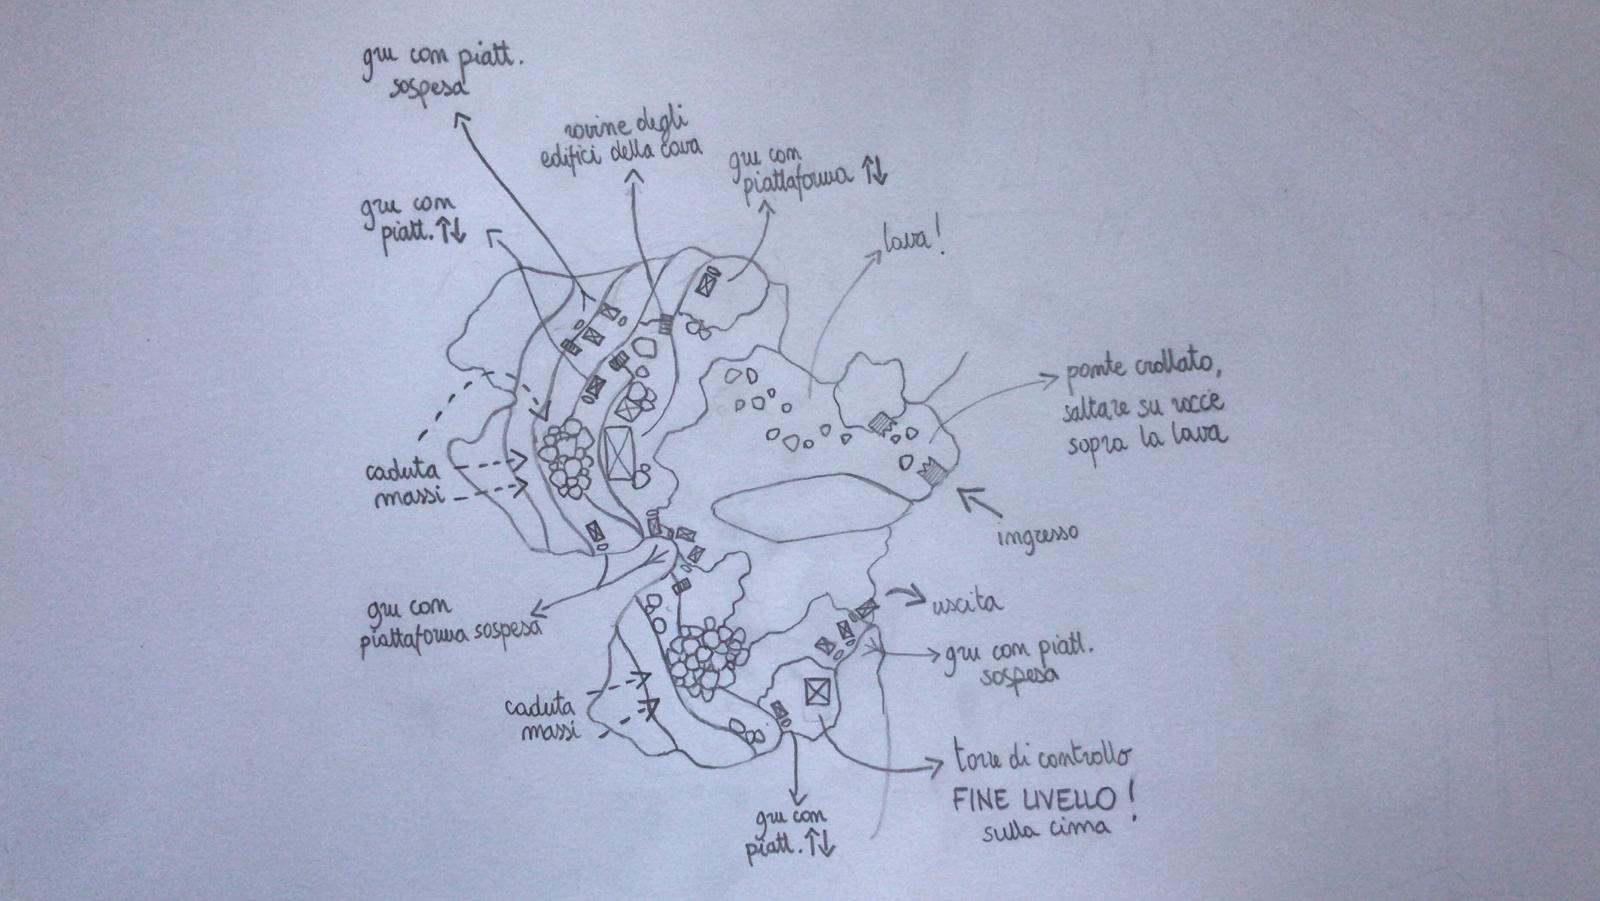 gru con piatt.
sospesa
rovine degli
edifici della cava
gru con
piattaforma ↑↓
gru con
piatt. ↑↓
lava!
ponte crollato,
saltare su rocce
sopra la lava
caduta
massi
ingresso
gru con
piattaforma sospesa
uscita
gru con piatt.
sospesa
caduta
massi
torre di controllo
FINE LIVELLO!
sulla cima
gru con
piatt. ↑↓